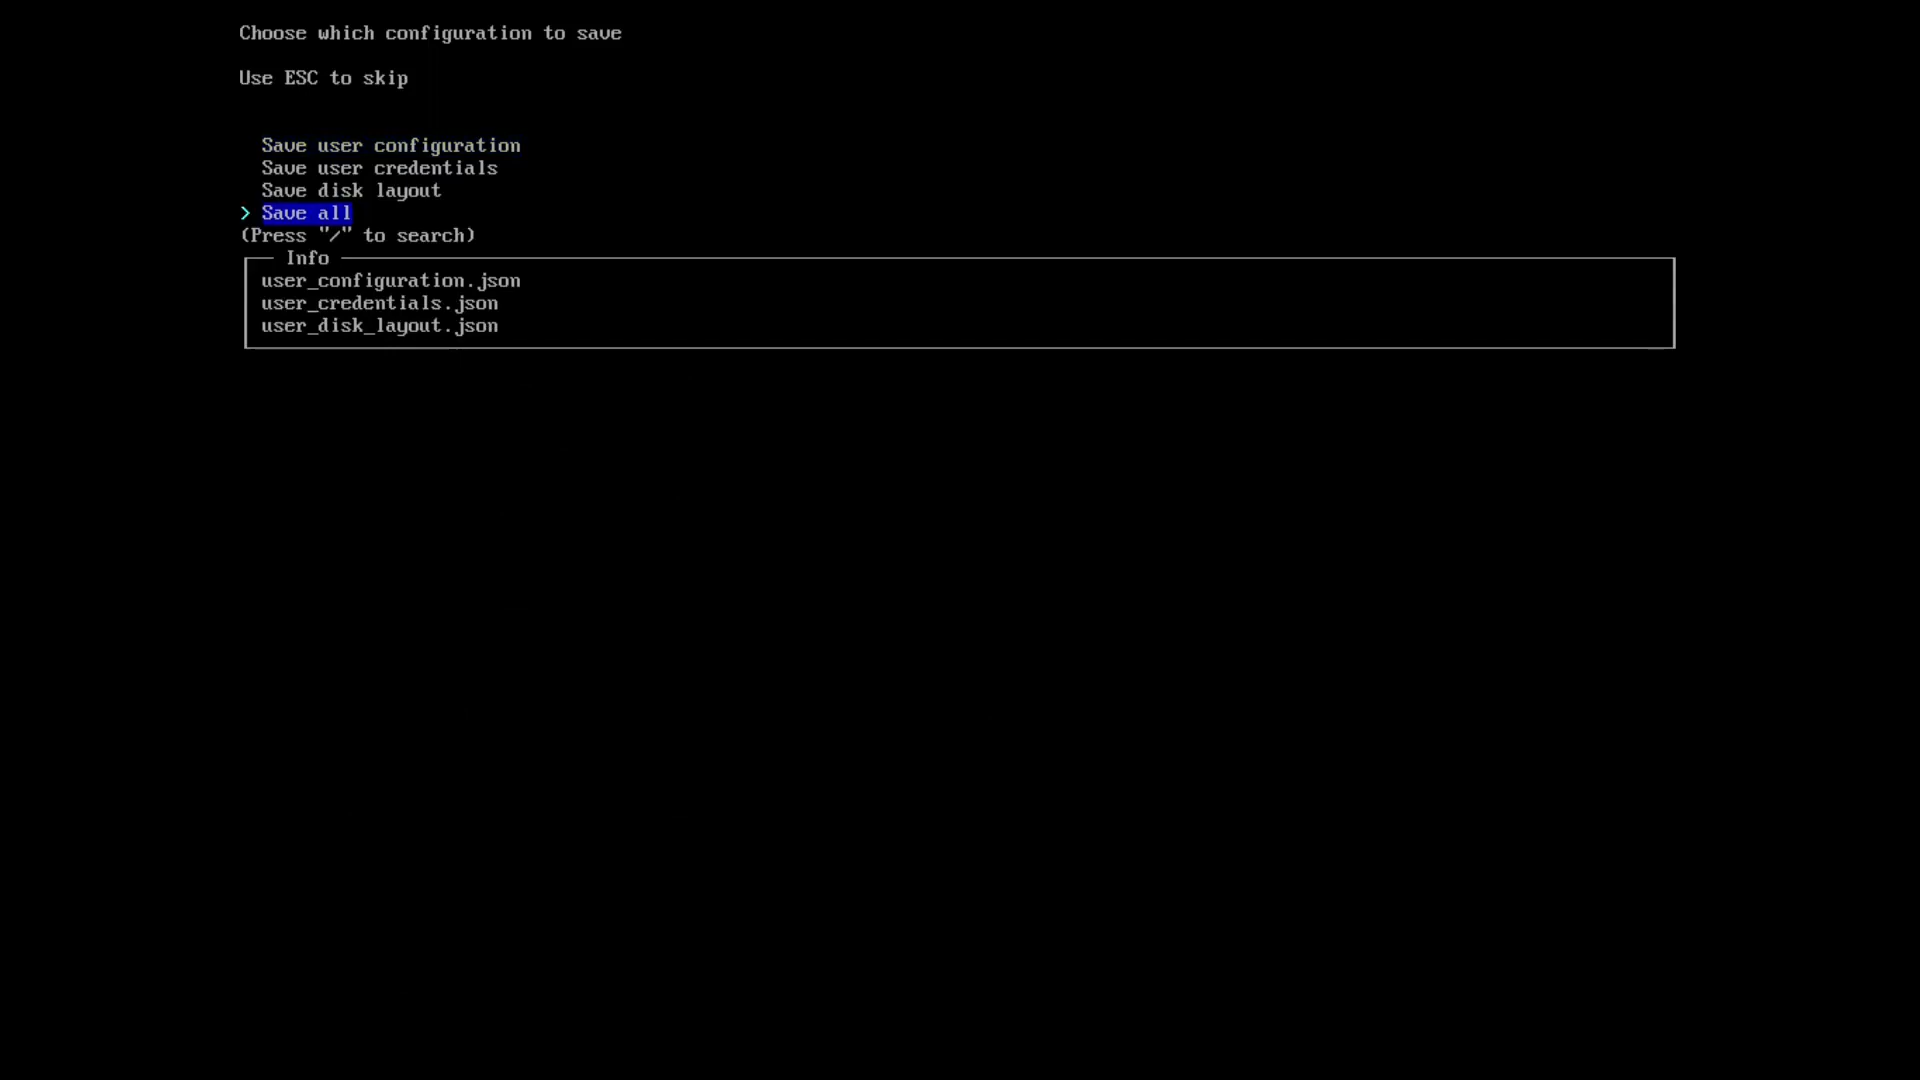 Choose which configuration to save
Use ESC to skip
Save user configuration
Save user credentials
Save disk layout
> Save all
(Press "/" to search)
Info
user_configuration.json
user_credentials.json
user_disk_layout.json